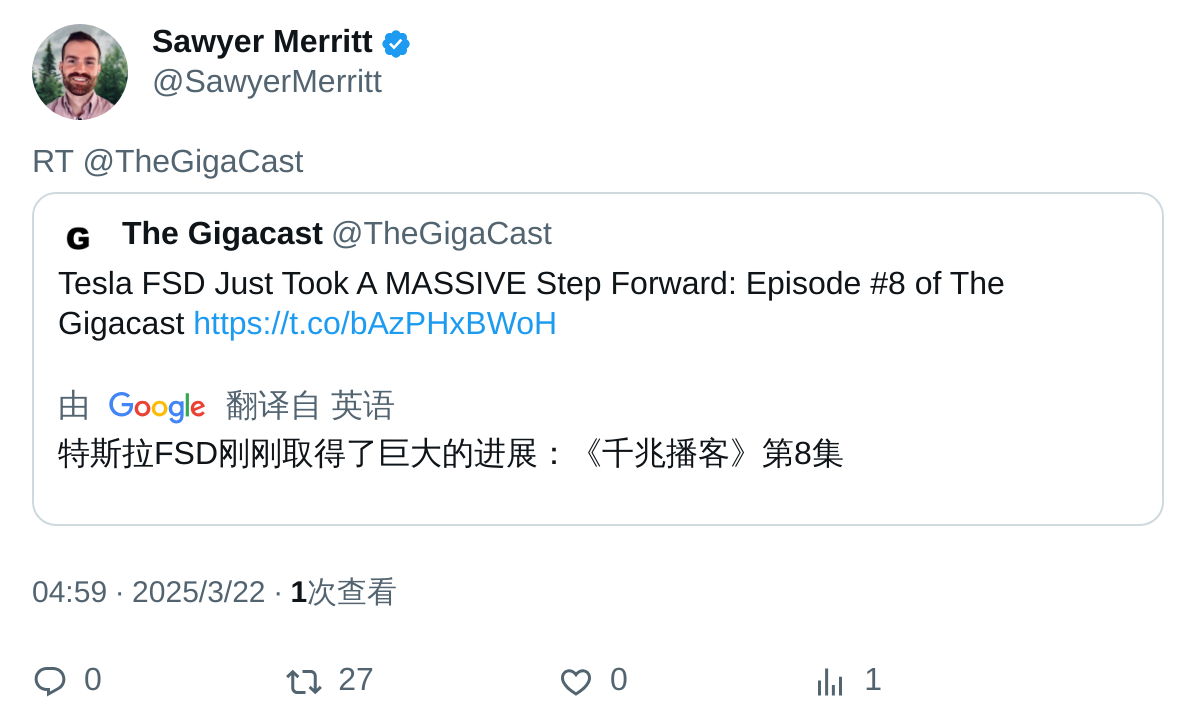 Sawyer Merritt
@SawyerMerritt
RT @TheGigaCast
G The Gigacast @TheGigaCast
Tesla FSD Just Took A MASSIVE Step Forward: Episode #8 of The
Gigacast https://t.co/bAzPHxBWoH
由 Google 翻译自 英语
特斯拉FSD刚刚取得了巨大的进展：《千兆播客》第8集
04:59 · 2025/3/22 · 1次查看
0 27 0 1